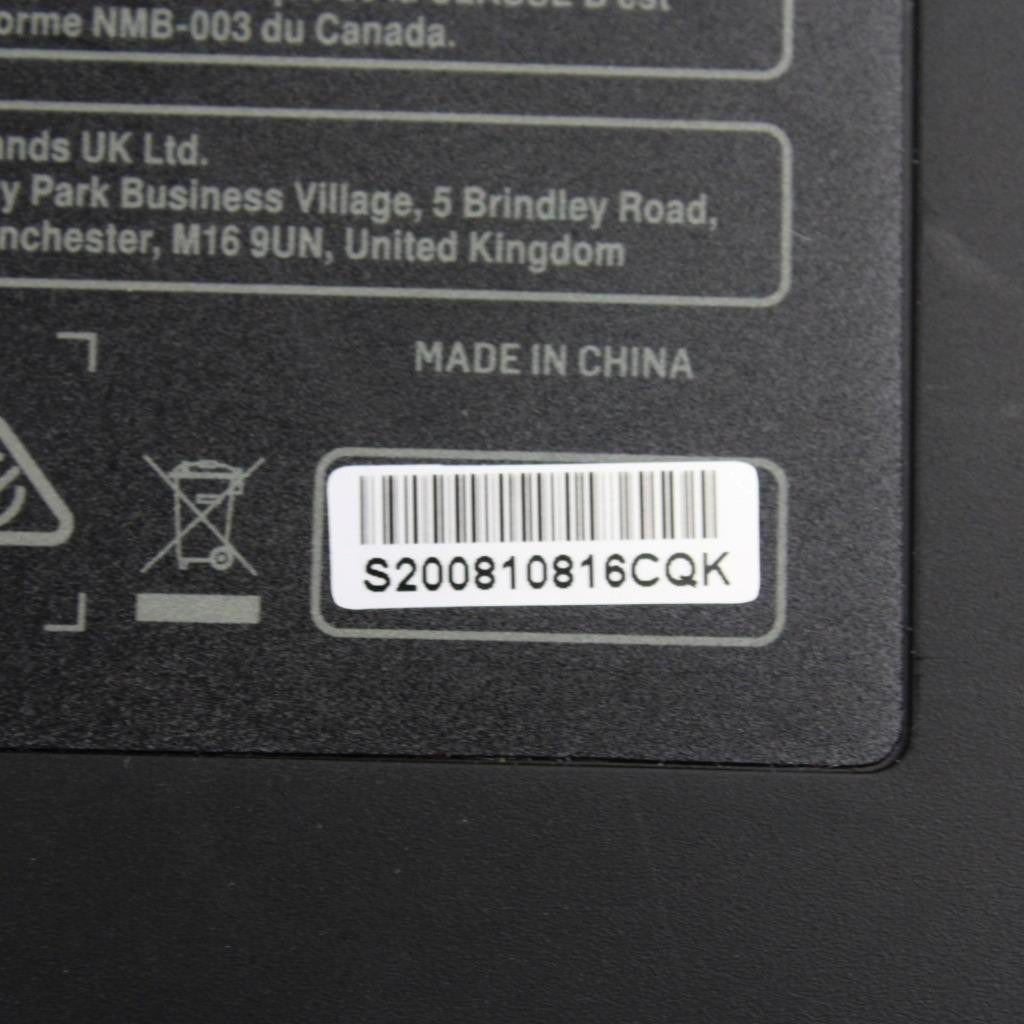 orme NMB-003 du Canada.
ands UK Ltd.
y Park Business Village, 5 Brindley Road,
nchester, M16 9UN, United Kingdom
MADE IN CHINA
S200810816CQK